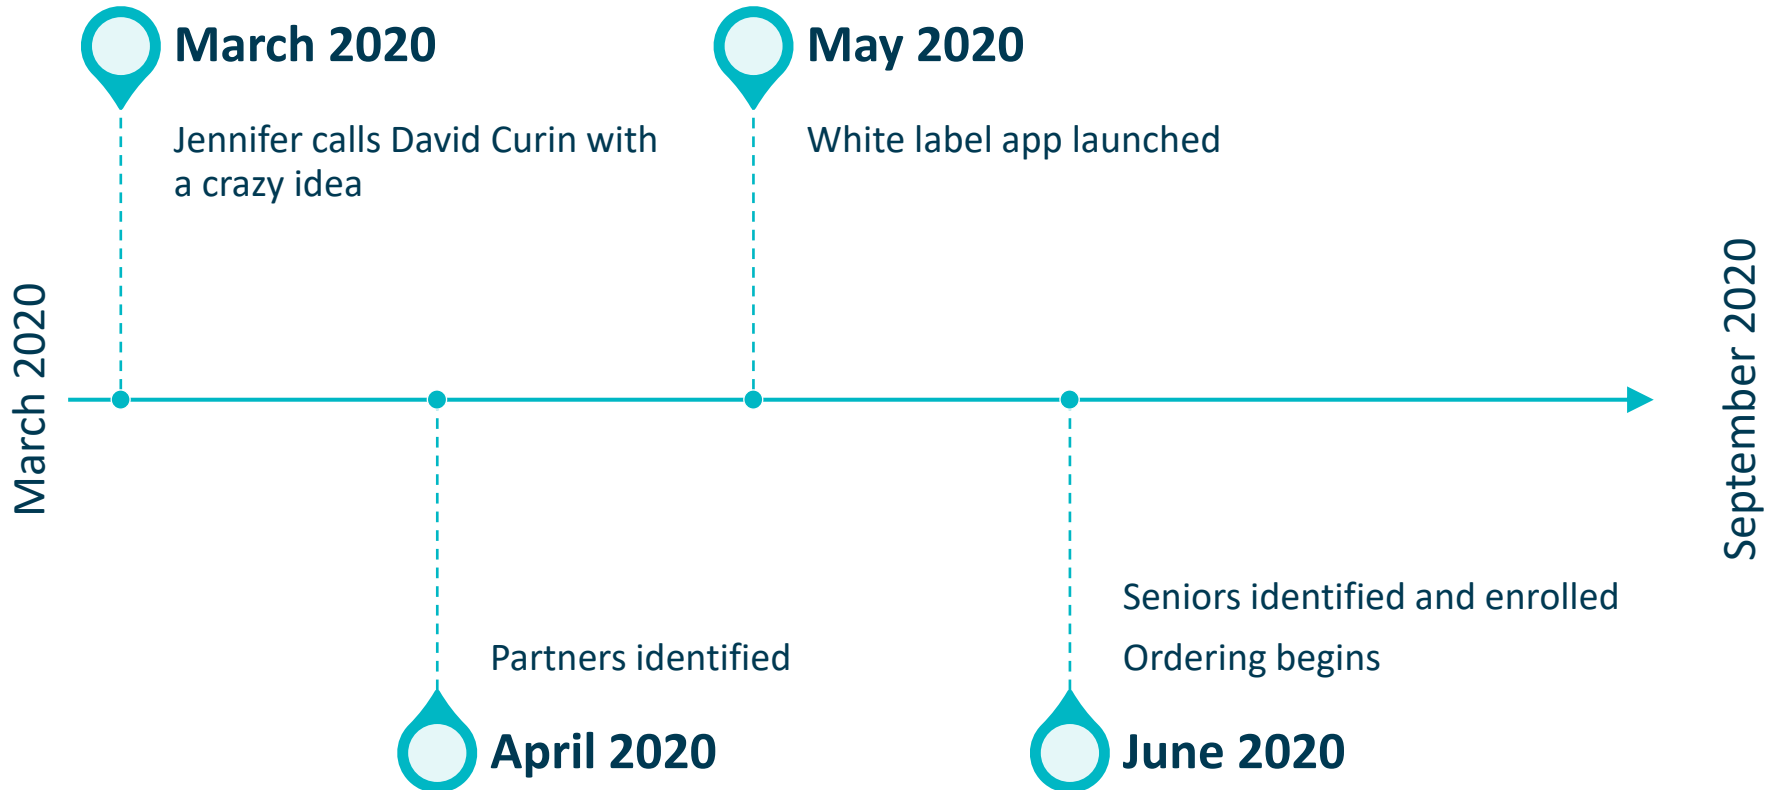 March 2020
Jennifer calls David Curin with
a crazy idea
May 2020
White label app launched
March 2020
September 2020
Partners identified
April 2020
Seniors identified and enrolled
Ordering begins
June 2020